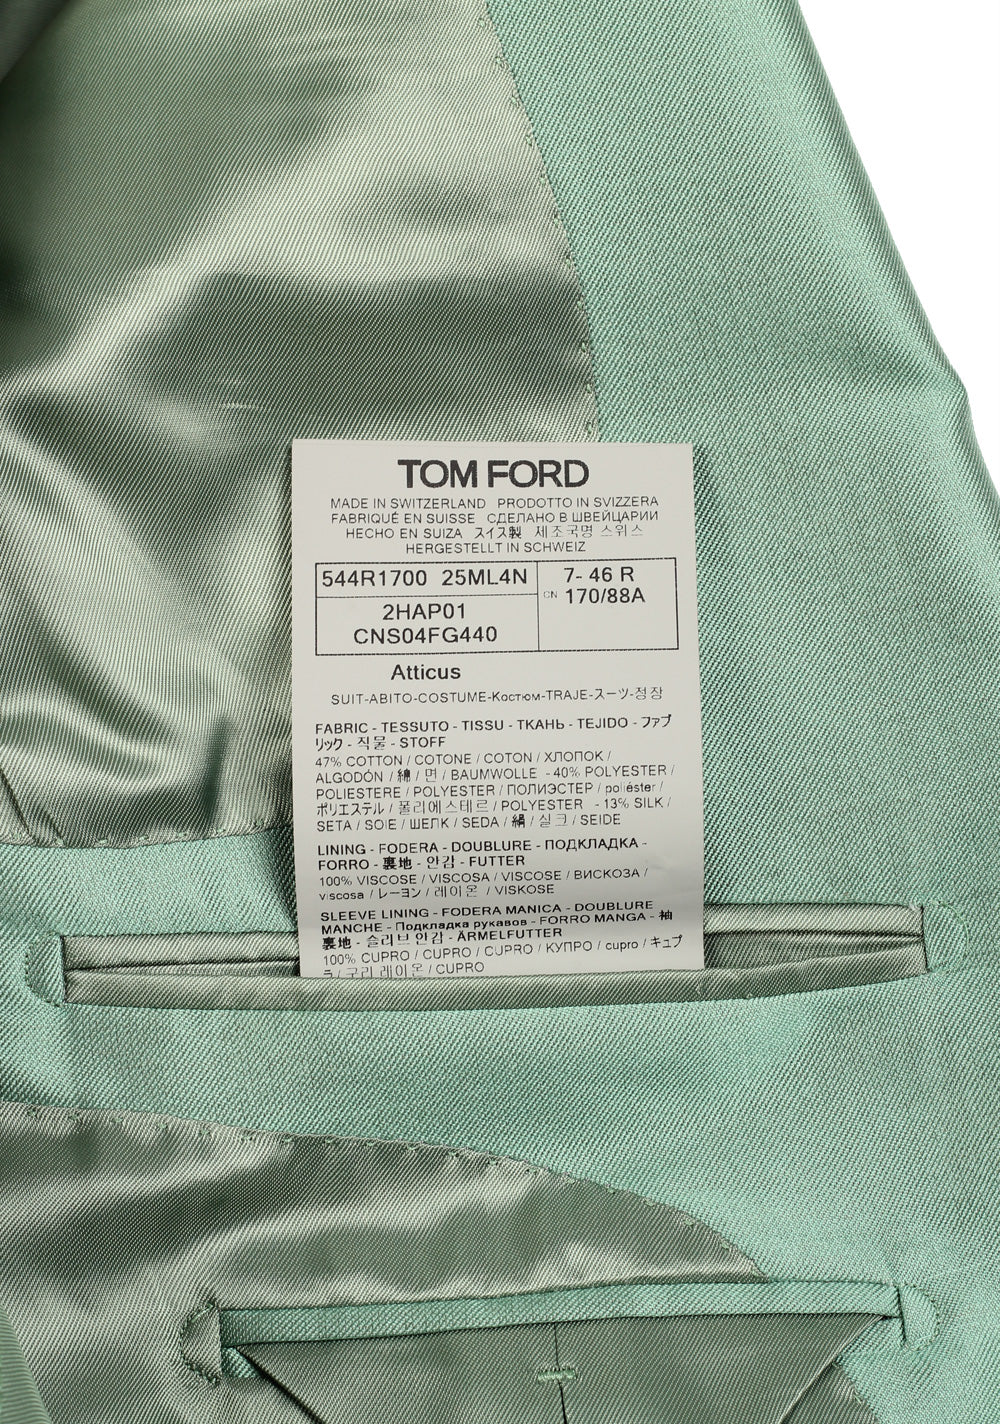 TOM FORD
MADE IN SWITZERLAND PRODOTTO IN SVIZZERA
FABRIQUÉ EN SUISSE СДЕЛАНО В ШВЕЙЦАРИИ
HECHO EN SUIZA スイス製 제조국명 스위스
HERGESTELLT IN SCHWEIZ
544R1700 25ML4N 7- 46 R
CN 170/88A
2HAP01
CNS04FG440
Atticus
SUIT-ABITO-COSTUME-Костюм-TRAJE-スーツ-정장
FABRIC - TESSUTO - TISSU - ТКАНЬ - TEJIDO - ファブ
リック - 직물 - STOFF
47% COTTON / COTONE / COTON / ХЛОПОК /
ALGODÓN / 綿 / 면 / BAUMWOLLE - 40% POLYESTER /
POLIESTERE / POLYESTER / ПОЛИЭСТЕР / poliéster /
ポリエステル / 폴리에스테르 / POLYESTER - 13% SILK /
SETA / SOIE / ШЕЛК / SEDA / 絹 / 실크 / SEIDE
LINING - FODERA - DOUBLURE - ПОДКЛАДКА -
FORRO - 裏地 - 안감 - FUTTER
100% VISCOSE / VISCOSA / VISCOSE / ВИСКОЗА /
viscosa / レーヨン / 레이온 / VISKOSE
SLEEVE LINING - FODERA MANICA - DOUBLURE
MANCHE - Подкладка рукавов - FORRO MANGA - 袖
裏地 - 슬리브 안감 - ÄRMELFUTTER
100% CUPRO / CUPRO / CUPRO / КУПРО / cupro / キュプ
ラ / 구리 레이온 / CUPRO